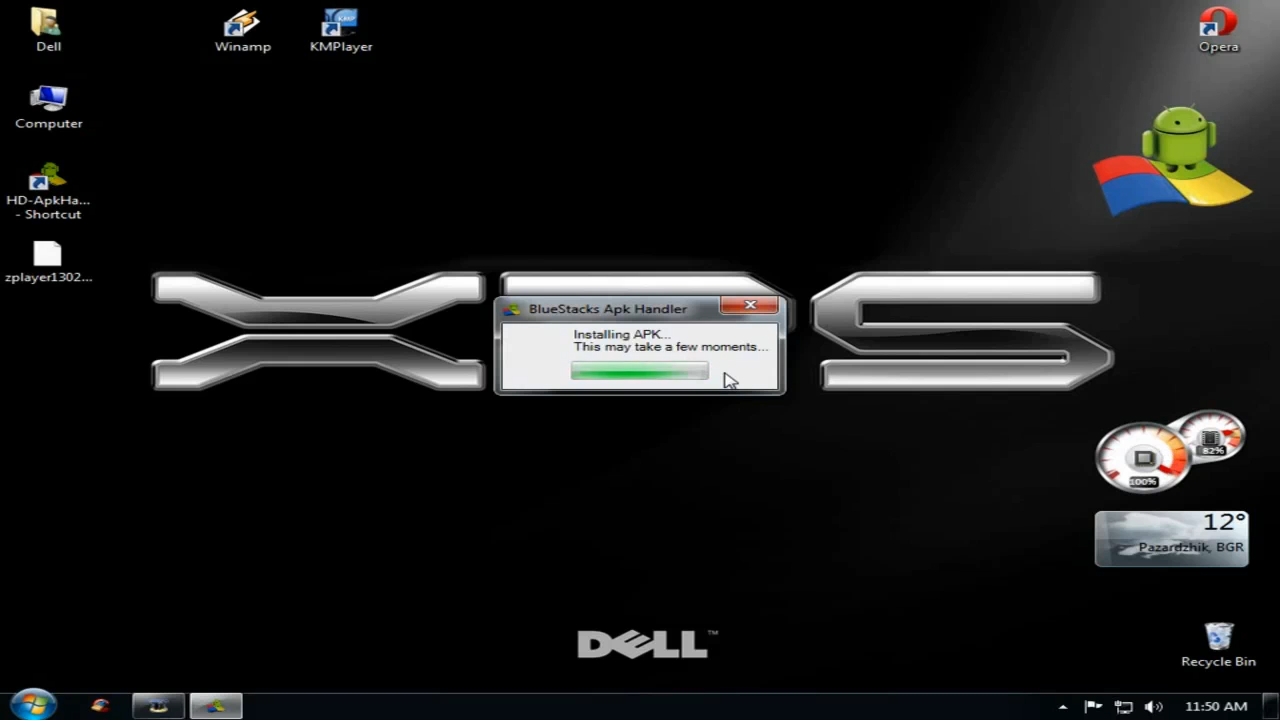 Dell
Winamp
KMPlayer
Opera
Computer
HD-ApkHa...
- Shortcut
zplayer1302...
BlueStacks Apk Handler
Installing APK...
This may take a few moments...
82%
100%
12°
Pazardzhik, BGR
DELL™
Recycle Bin
11:50 AM